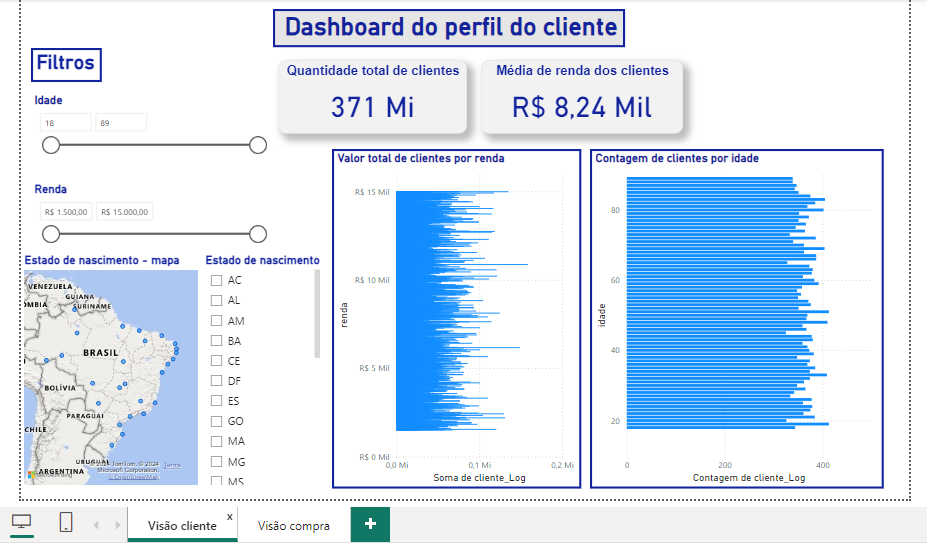 Dashboard do perfil do cliente
Filtros
Quantidade total de clientes
371 Mi
Média de renda dos clientes
R$ 8,24 Mil
Idade
18
89
Renda
R$ 1.500,00
R$ 15.000,00
Estado de nascimento - mapa
VENEZUELA
GUIANA
MBIA
SURINAME
BRASIL
BOLÍVIA
PARAGUAI
CHILE
URUGUAI
ARGENTINA
© 2024 TomTom, © 2024
Microsoft Corporation,
© OpenStreetMap
Terms
Estado de nascimento
AC
AL
AM
BA
CE
DF
ES
GO
MA
MG
MS
Valor total de clientes por renda
R$ 15 Mil
R$ 10 Mil
R$ 5 Mil
R$ 0 Mil
renda
0,0 Mi
0,1 Mi
0,2 Mi
Soma de cliente_Log
Contagem de clientes por idade
80
60
40
20
idade
0
200
400
Contagem de cliente_Log
Visão cliente
x
Visão compra
+